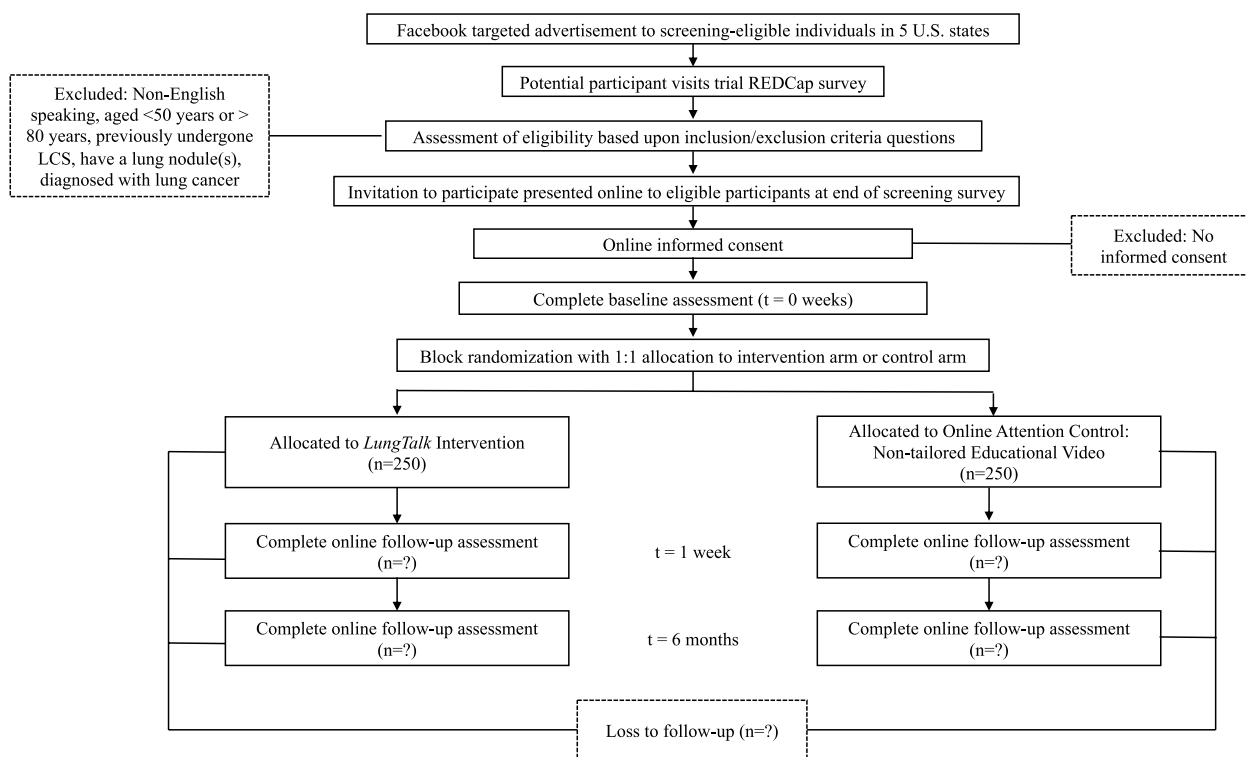 Facebook targeted advertisement to screening-eligible individuals in 5 U.S. states
Potential participant visits trial REDCap survey
Excluded: Non-English
speaking, aged <50 years or >
80 years, previously undergone
LCS, have a lung nodule(s),
diagnosed with lung cancer
Assessment of eligibility based upon inclusion/exclusion criteria questions
Invitation to participate presented online to eligible participants at end of screening survey
Online informed consent
Excluded: No
informed consent
Complete baseline assessment (t = 0 weeks)
Block randomization with 1:1 allocation to intervention arm or control arm
Allocated to LungTalk Intervention
(n=250)
Allocated to Online Attention Control:
Non-tailored Educational Video
(n=250)
Complete online follow-up assessment
(n=?)
t = 1 week
Complete online follow-up assessment
(n=?)
Complete online follow-up assessment
(n=?)
t = 6 months
Complete online follow-up assessment
(n=?)
Loss to follow-up (n=?)